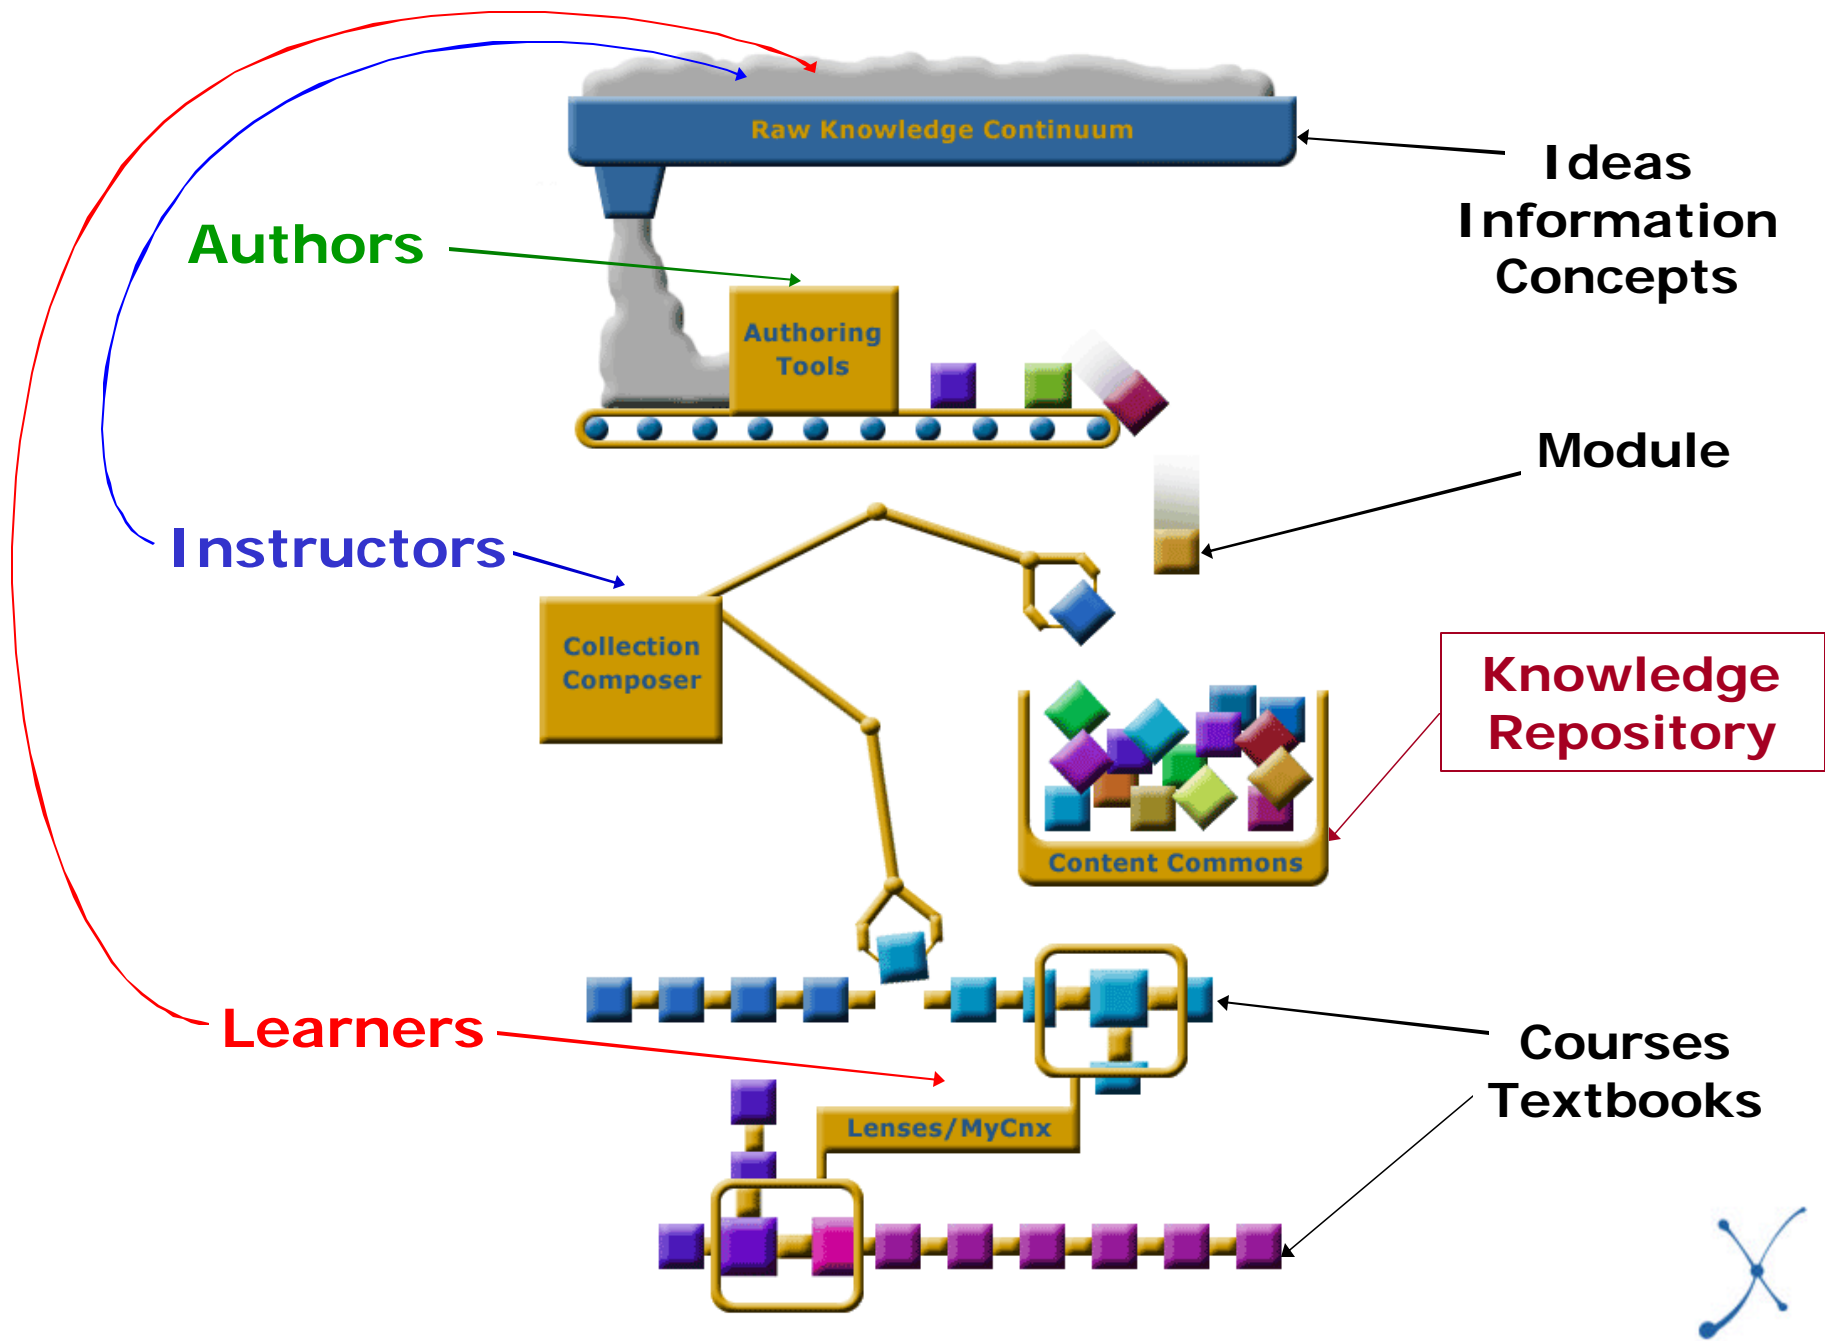 Raw Knowledge Continuum
Ideas
Information
Concepts
Authors
Authoring
Tools
Module
Instructors
Collection
Composer
Knowledge
Repository
Content Commons
Learners
Courses
Textbooks
Lenses/MyCnx